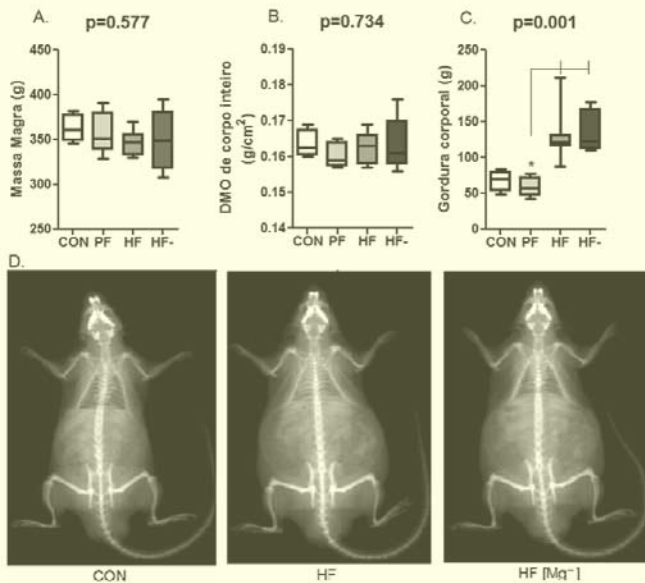 A.
p=0.577
Massa Magra (g)
450
400
350
300
250
CON PF HF HF-
B.
p=0.734
DMO de corpo inteiro
(g/cm²)
0.19
0.18
0.17
0.16
0.15
0.14
CON PF HF HF-
C.
p=0.001
Gordura corporal (g)
250
200
150
100
50
0
*
CON PF HF HF-
D.
CON
HF
HF [Mg⁻]